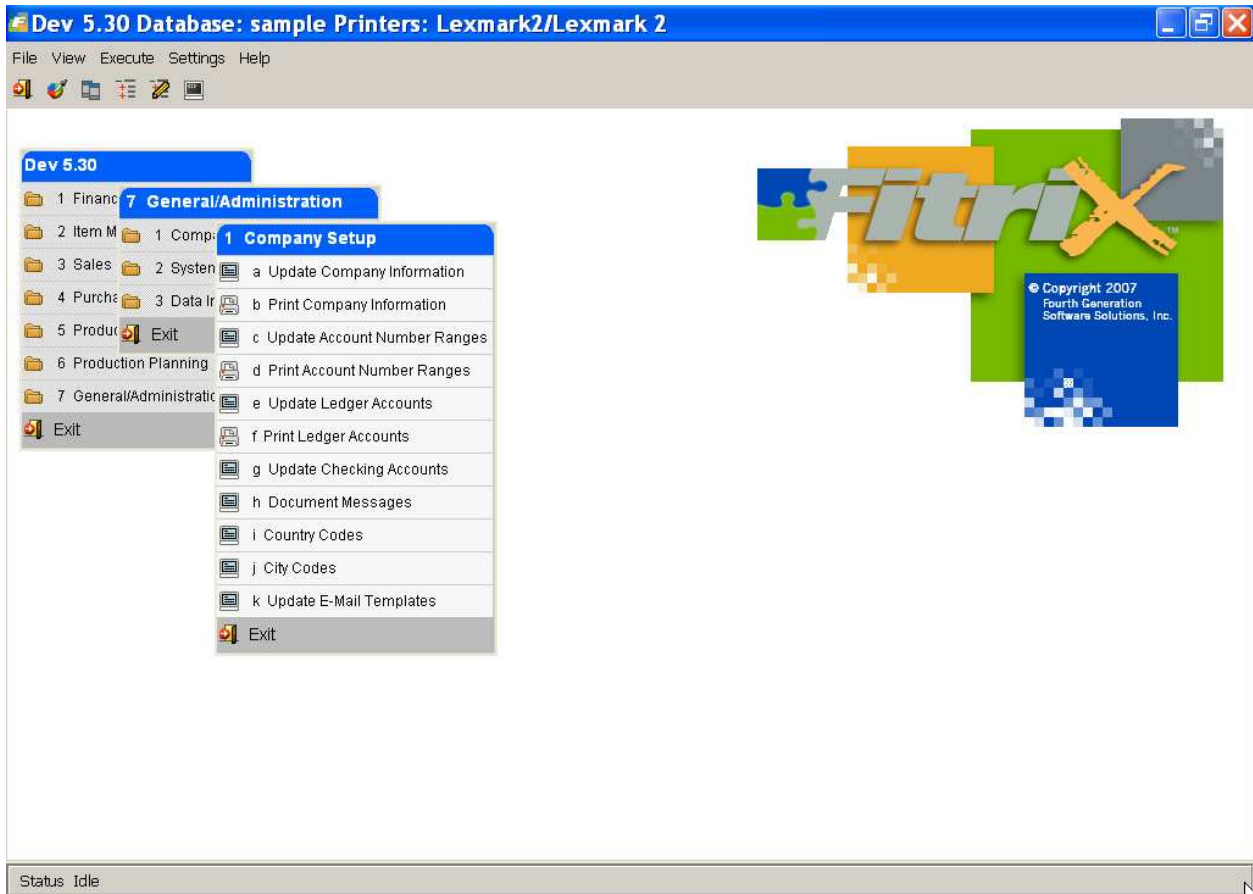 Dev 5.30 Database: sample Printers: Lexmark2/Lexmark 2
File View Execute Settings Help
Dev 5.30
1 Financ
2 Item M
3 Sales
4 Purcha
5 Produc
6 Production Planning
7 General/Administratic
Exit
7 General/Administration
1 Comp
2 System
3 Data In
Exit
1 Company Setup
a Update Company Information
b Print Company Information
c Update Account Number Ranges
d Print Account Number Ranges
e Update Ledger Accounts
f Print Ledger Accounts
g Update Checking Accounts
h Document Messages
i Country Codes
j City Codes
k Update E-Mail Templates
Exit
FitriX
TM
© Copyright 2007
Fourth Generation
Software Solutions, Inc.
Status Idle